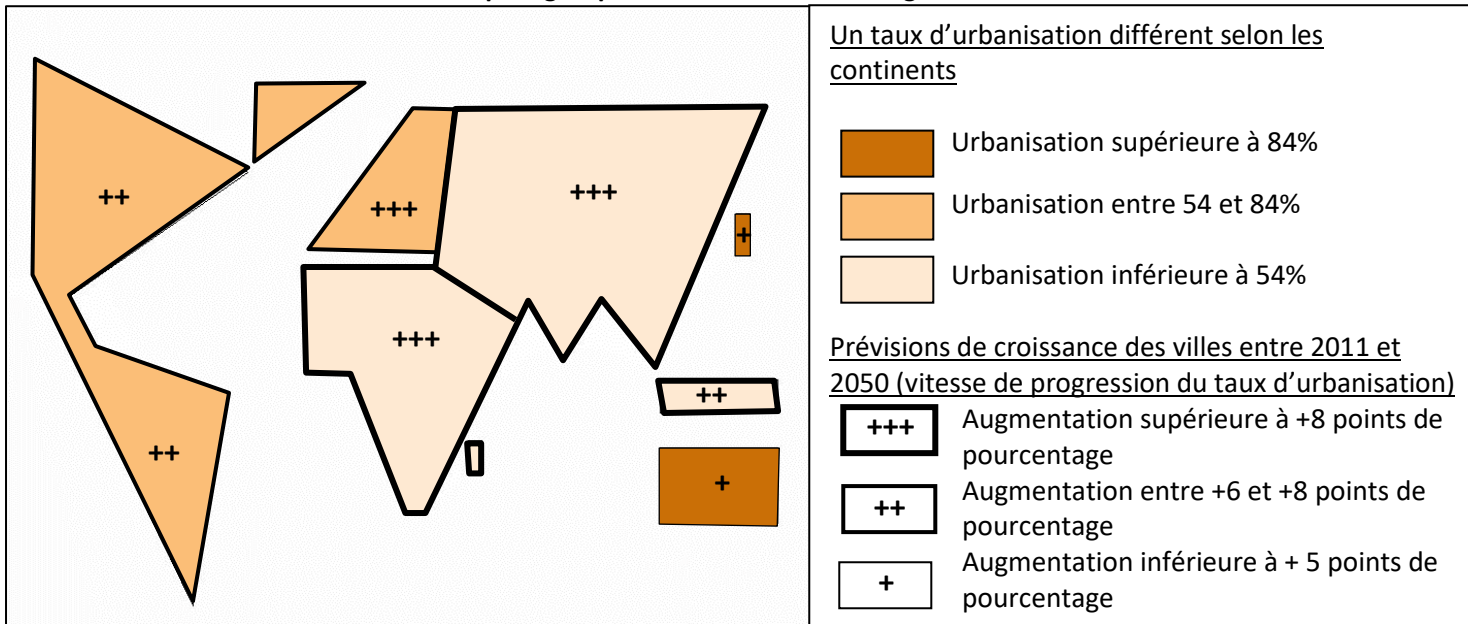 ++
+++
+++
+
+++
++
++
+
Un taux d’urbanisation différent selon les
continents
Urbanisation supérieure à 84%
Urbanisation entre 54 et 84%
Urbanisation inférieure à 54%
Prévisions de croissance des villes entre 2011 et
2050 (vitesse de progression du taux d’urbanisation)
+++ Augmentation supérieure à +8 points de
pourcentage
++ Augmentation entre +6 et +8 points de
pourcentage
+ Augmentation inférieure à + 5 points de
pourcentage